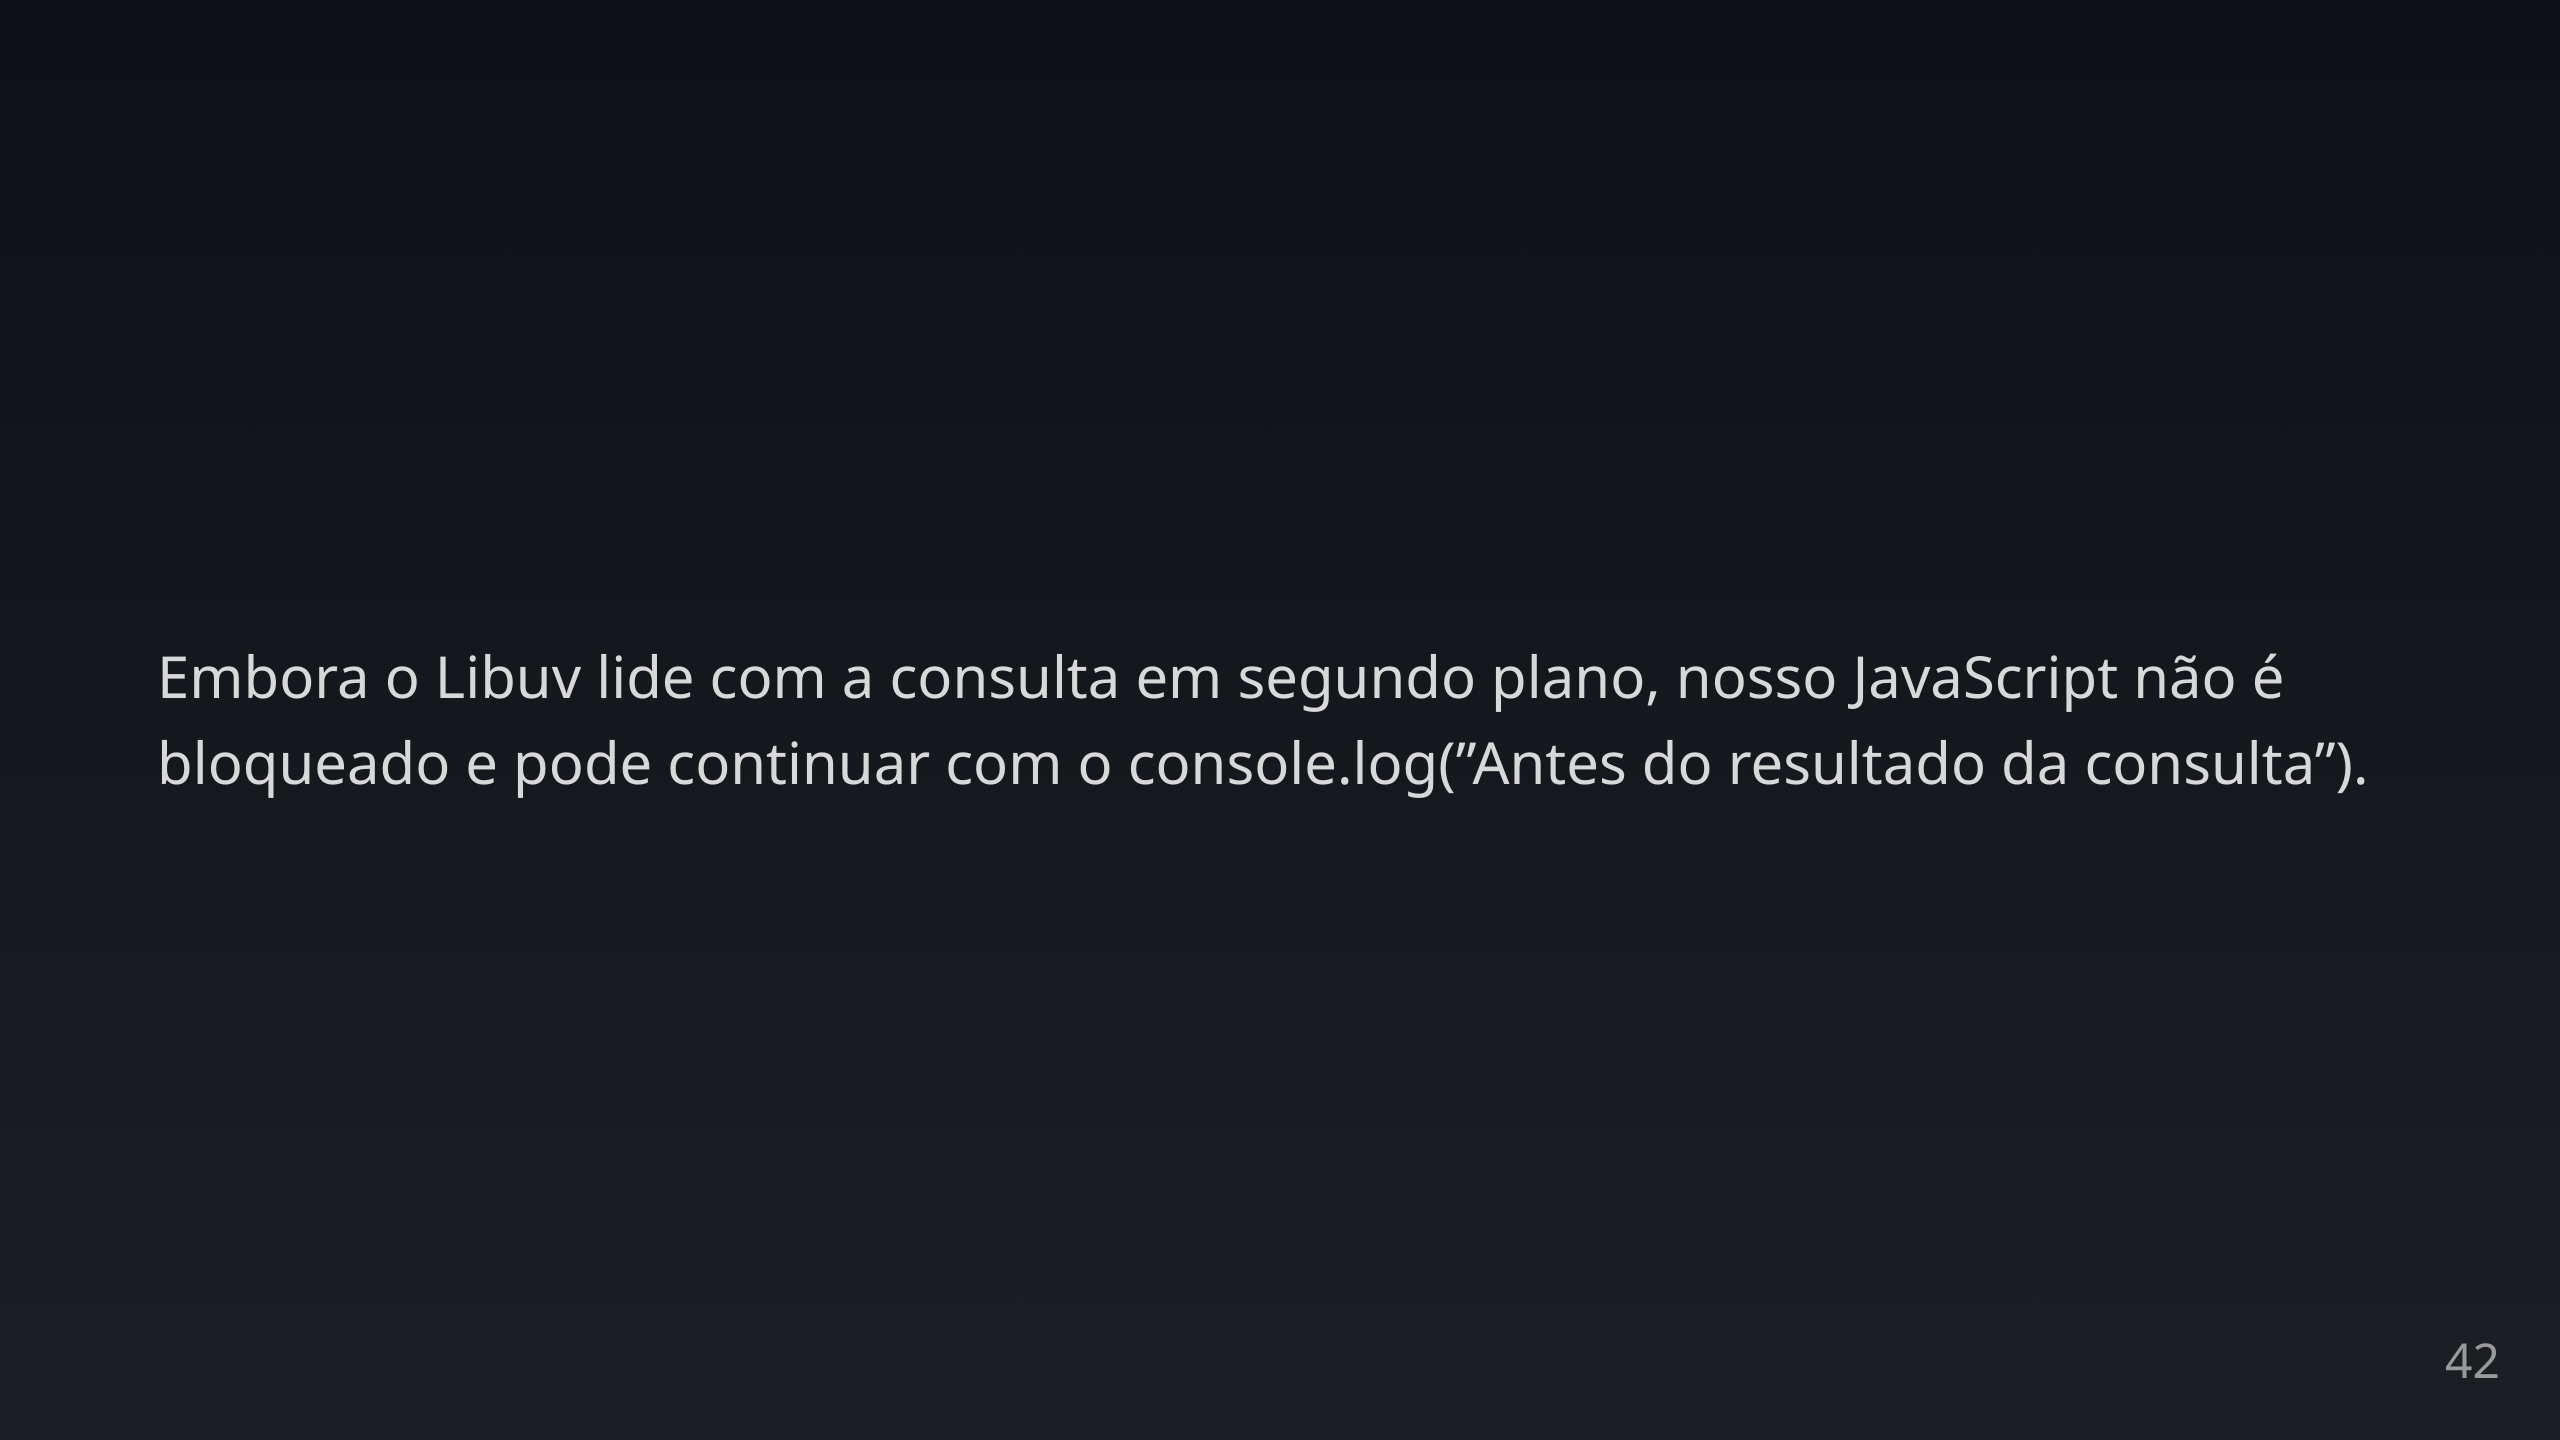 Embora o Libuv lide com a consulta em segundo plano, nosso JavaScript não é
bloqueado e pode continuar com o console.log(”Antes do resultado da consulta”).
42